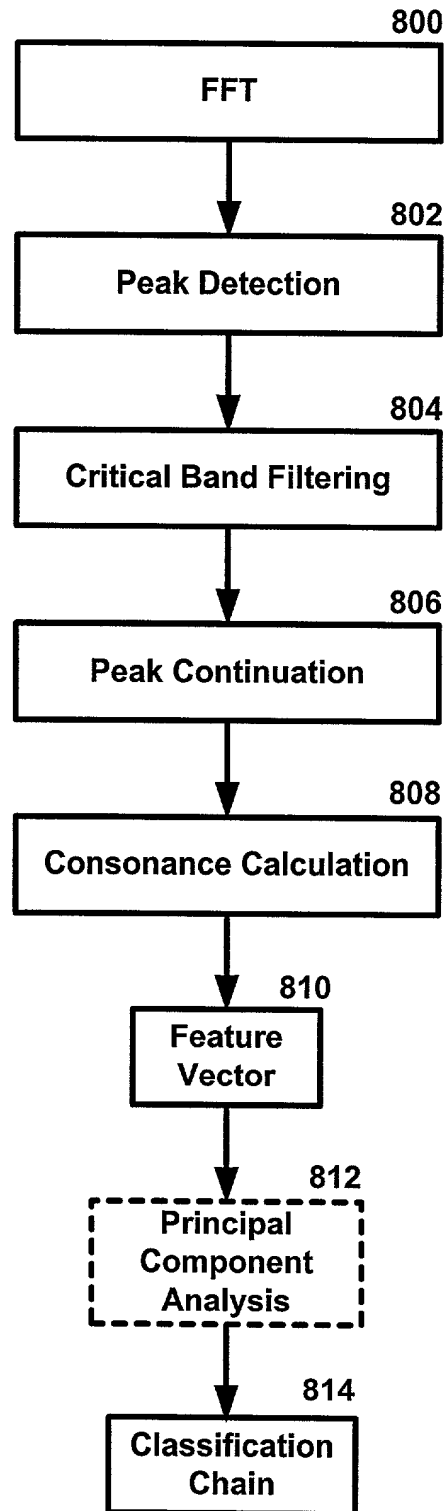 800
FFT
802
Peak Detection
804
Critical Band Filtering
806
Peak Continuation
808
Consonance Calculation
810
Feature
Vector
812
Principal
Component
Analysis
814
Classification
Chain